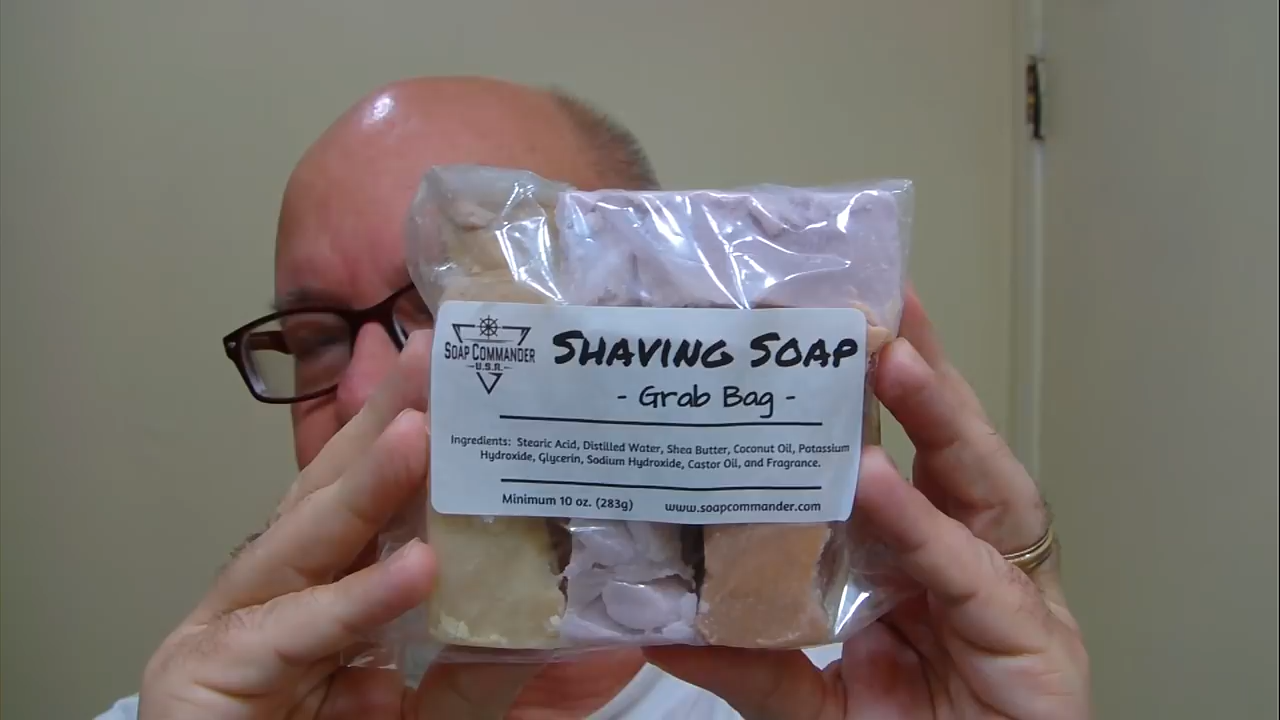 SOAP COMMANDER
U.S.A.
SHAVING SOAP
- Grab Bag -
Ingredients: Stearic Acid, Distilled Water, Shea Butter, Coconut Oil, Potassium
Hydroxide, Glycerin, Sodium Hydroxide, Castor Oil, and Fragrance.
Minimum 10 oz. (283g) www.soapcommander.com